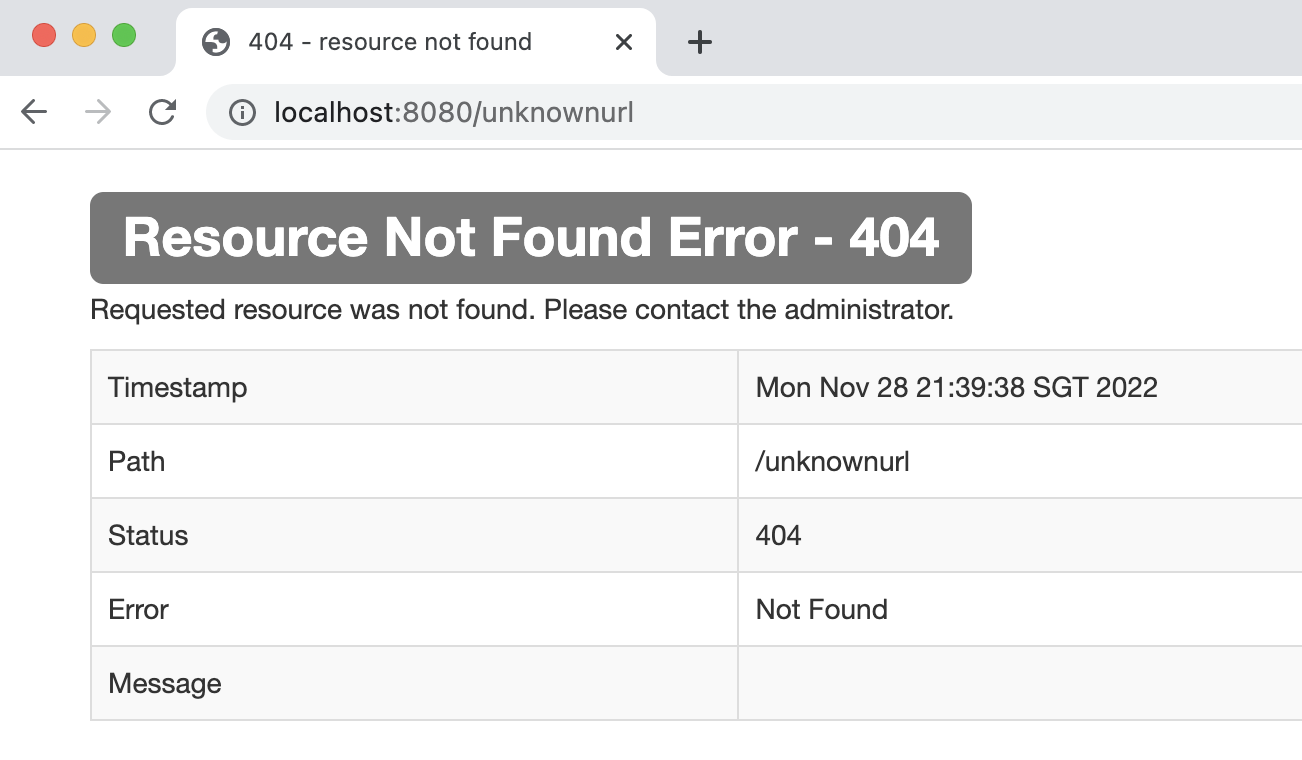 404 - resource not found
localhost:8080/unknownurl
Resource Not Found Error - 404
Requested resource was not found. Please contact the administrator.
Timestamp Mon Nov 28 21:39:38 SGT 2022
Path /unknownurl
Status 404
Error Not Found
Message